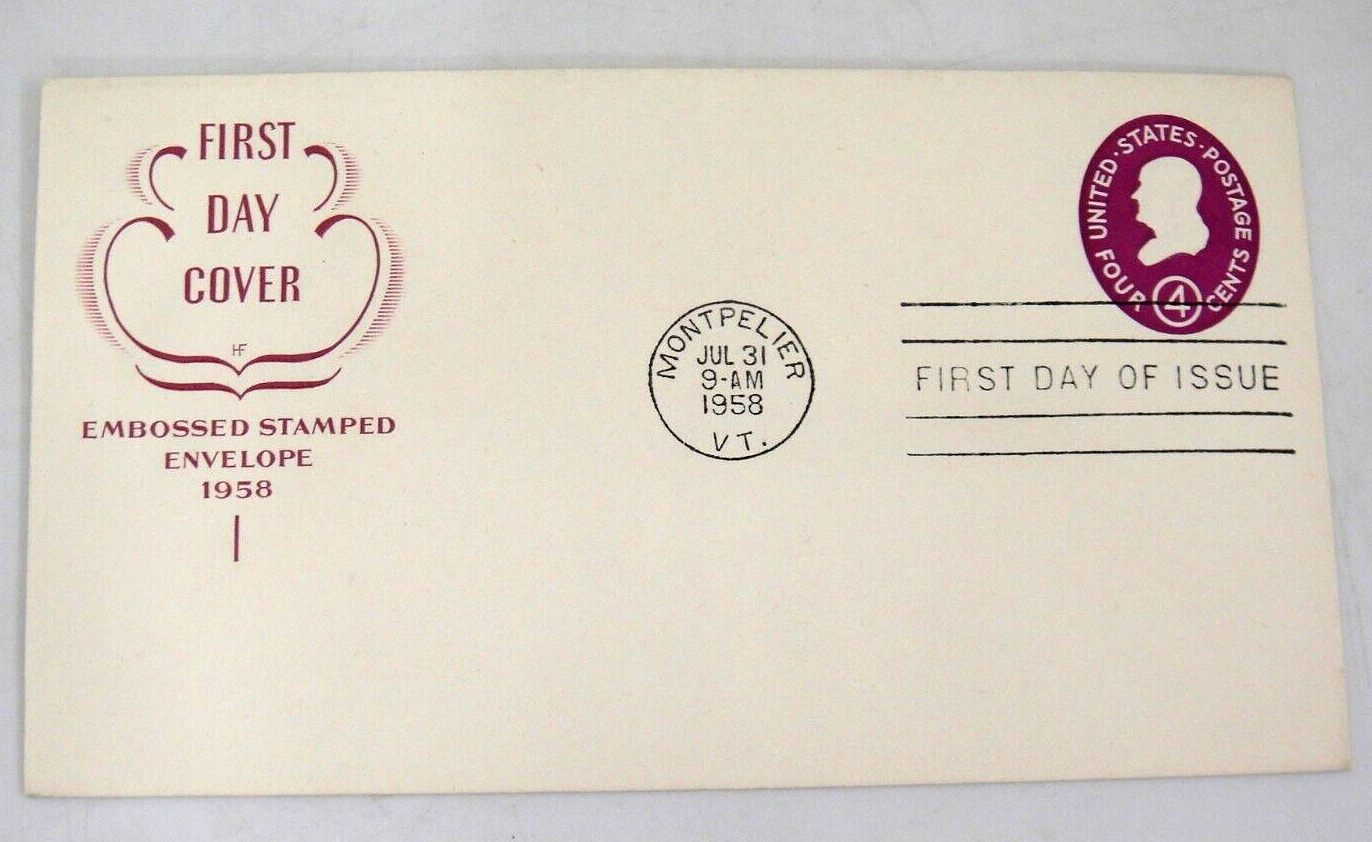 FIRST
DAY
COVER
HF
EMBOSSED STAMPED
ENVELOPE
1958
UNITED · STATES · POSTAGE
FOUR 4 CENTS
MONTPELIER
JUL 31
9-AM
1958
VT.
FIRST DAY OF ISSUE